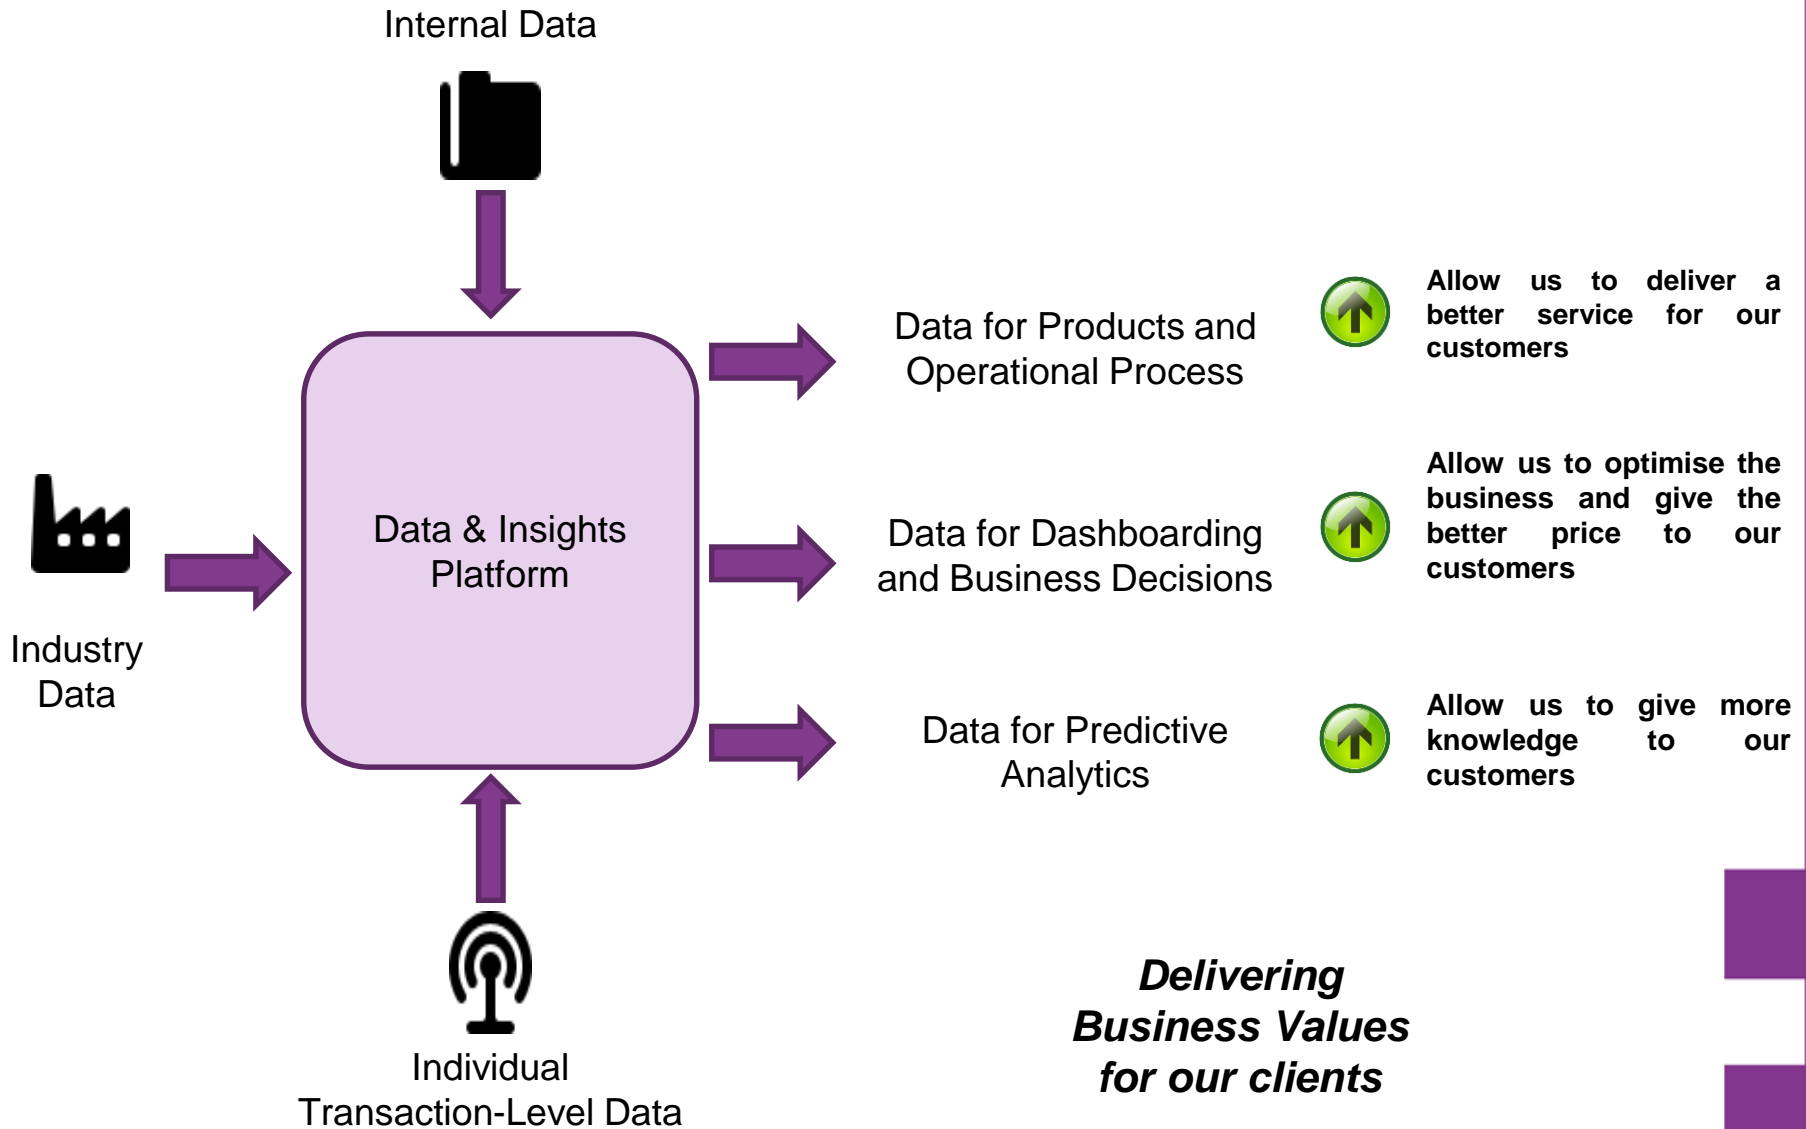 Internal Data
Data for Products and
Operational Process
Allow us to deliver a
better service for our
customers
Industry
Data
Data & Insights
Platform
Data for Dashboarding
and Business Decisions
Allow us to optimise the
business and give the
better price to our
customers
Data for Predictive
Analytics
Allow us to give more
knowledge to our
customers
Individual
Transaction-Level Data
Delivering
Business Values
for our clients